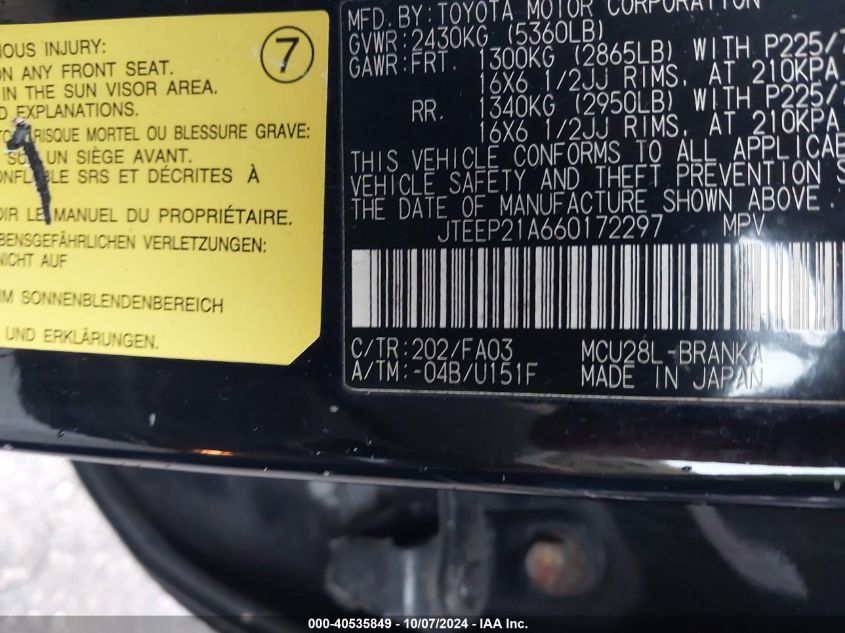 IOUS INJURY:
ON ANY FRONT SEAT.
IN THE SUN VISOR AREA.
D EXPLANATIONS.
RISQUE MORTEL OU BLESSURE GRAVE:
UN SIÈGE AVANT.
SRS ET DÉCRITES À
OIR LE MANUEL DU PROPRIÉTAIRE.
EBENSGEFÄHRLICHEN VERLETZUNGEN:
NICHT AUF
IM SONNENBLENDENBEREICH
UND ERKLÄRUNGEN.
7
MFD. BY: TOYOTA MOTOR CORPORATION
GVWR: 2430KG (5360LB)
GAWR: FRT. 1300KG (2865LB) WITH P225/7
16X6 1/2JJ RIMS, AT 210KPA
RR. 1340KG (2950LB) WITH P225/
16X6 1/2JJ RIMS, AT 210KPA
THIS VEHICLE CONFORMS TO ALL APPLICAB
VEHICLE SAFETY AND THEFT PREVENTION S
THE DATE OF MANUFACTURE SHOWN ABOVE.
JTEEP21A660172297 MPV
C/TR: 202/FA03 MCU28L-BRANKA
A/TM: -04B/U151F MADE IN JAPAN
000-40535849 - 10/07/2024 - IAAI.COM